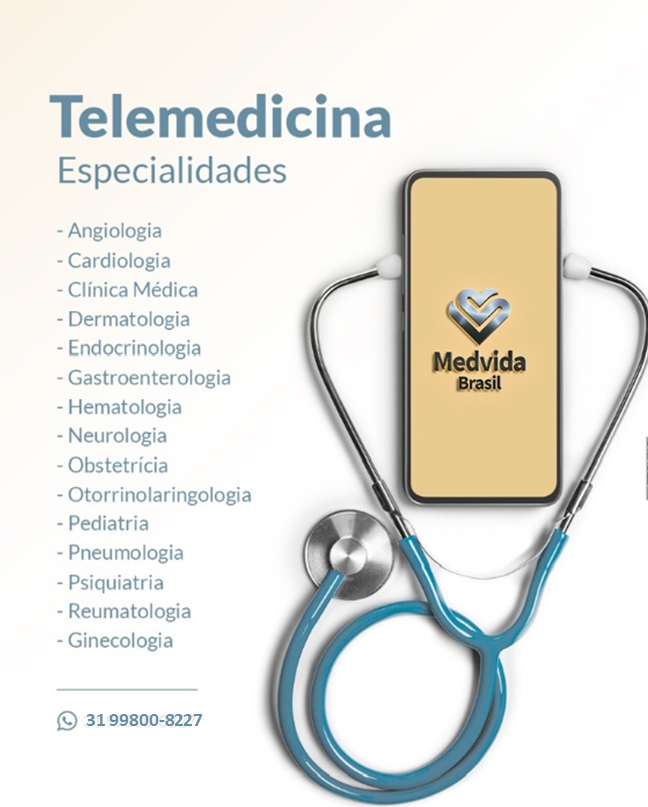 Telemedicina
Especialidades
- Angiologia
- Cardiologia
- Clínica Médica
- Dermatologia
- Endocrinologia
- Gastroenterologia
- Hematologia
- Neurologia
- Obstetrícia
- Otorrinolaringologia
- Pediatria
- Pneumologia
- Psiquiatria
- Reumatologia
- Ginecologia
31 99800-8227
Medvida
Brasil